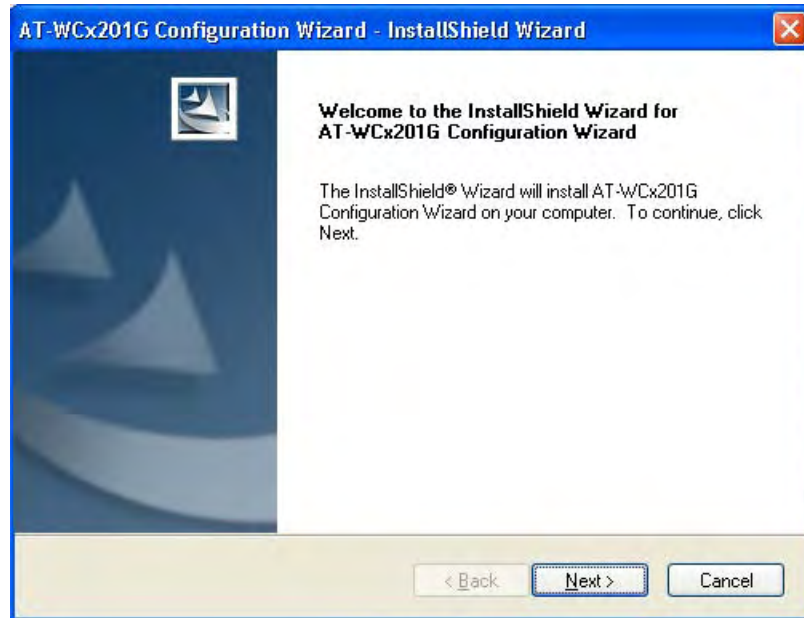 AT-WCx201G Configuration Wizard - InstallShield Wizard
Welcome to the InstallShield Wizard for
AT-WCx201G Configuration Wizard
The InstallShield® Wizard will install AT-WCx201G
Configuration Wizard on your computer. To continue, click
Next.
< Back Next > Cancel